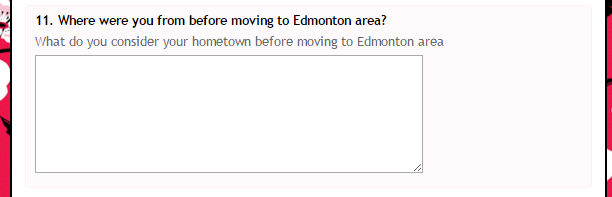 11. Where were you from before moving to Edmonton area?
What do you consider your hometown before moving to Edmonton area